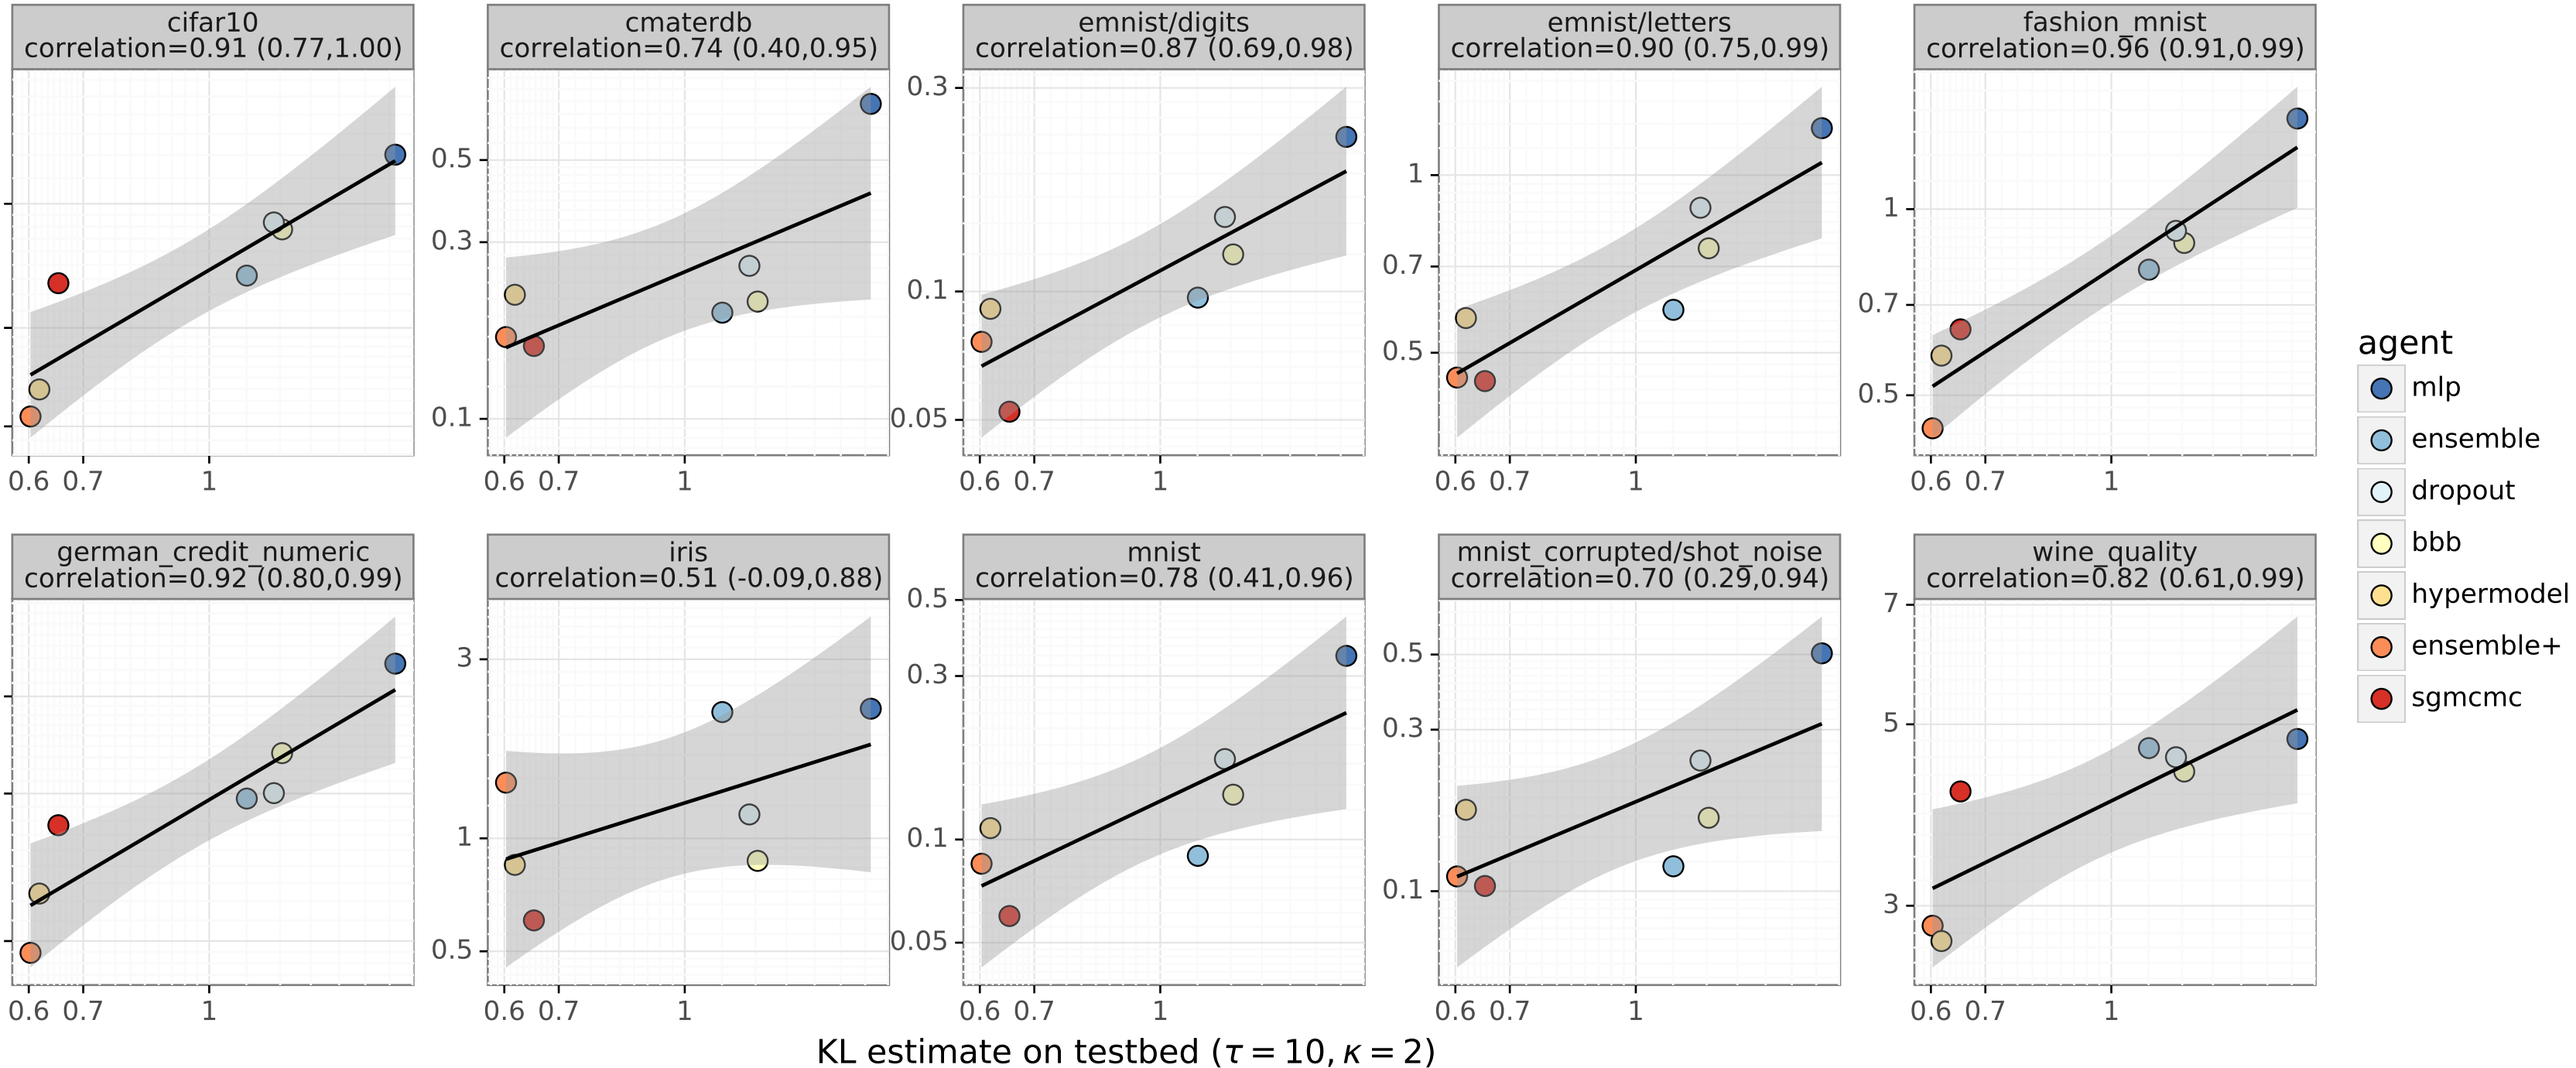 cifar10
correlation=0.91 (0.77,1.00)
0.6 0.7 1
cmaterdb
correlation=0.74 (0.40,0.95)
0.5
0.3
0.1
0.6 0.7 1
emnist/digits
correlation=0.87 (0.69,0.98)
0.3
0.1
0.05
0.6 0.7 1
emnist/letters
correlation=0.90 (0.75,0.99)
1
0.7
0.5
0.6 0.7 1
fashion_mnist
correlation=0.96 (0.91,0.99)
1
0.7
0.5
0.6 0.7 1
german_credit_numeric
correlation=0.92 (0.80,0.99)
0.6 0.7 1
iris
correlation=0.51 (-0.09,0.88)
3
1
0.5
0.6 0.7 1
mnist
correlation=0.78 (0.41,0.96)
0.5
0.3
0.1
0.05
0.6 0.7 1
mnist_corrupted/shot_noise
correlation=0.70 (0.29,0.94)
0.5
0.3
0.1
0.6 0.7 1
wine_quality
correlation=0.82 (0.61,0.99)
7
5
3
0.6 0.7 1
KL estimate on testbed (τ = 10, κ = 2)
agent
mlp
ensemble
dropout
bbb
hypermodel
ensemble+
sgmcmc